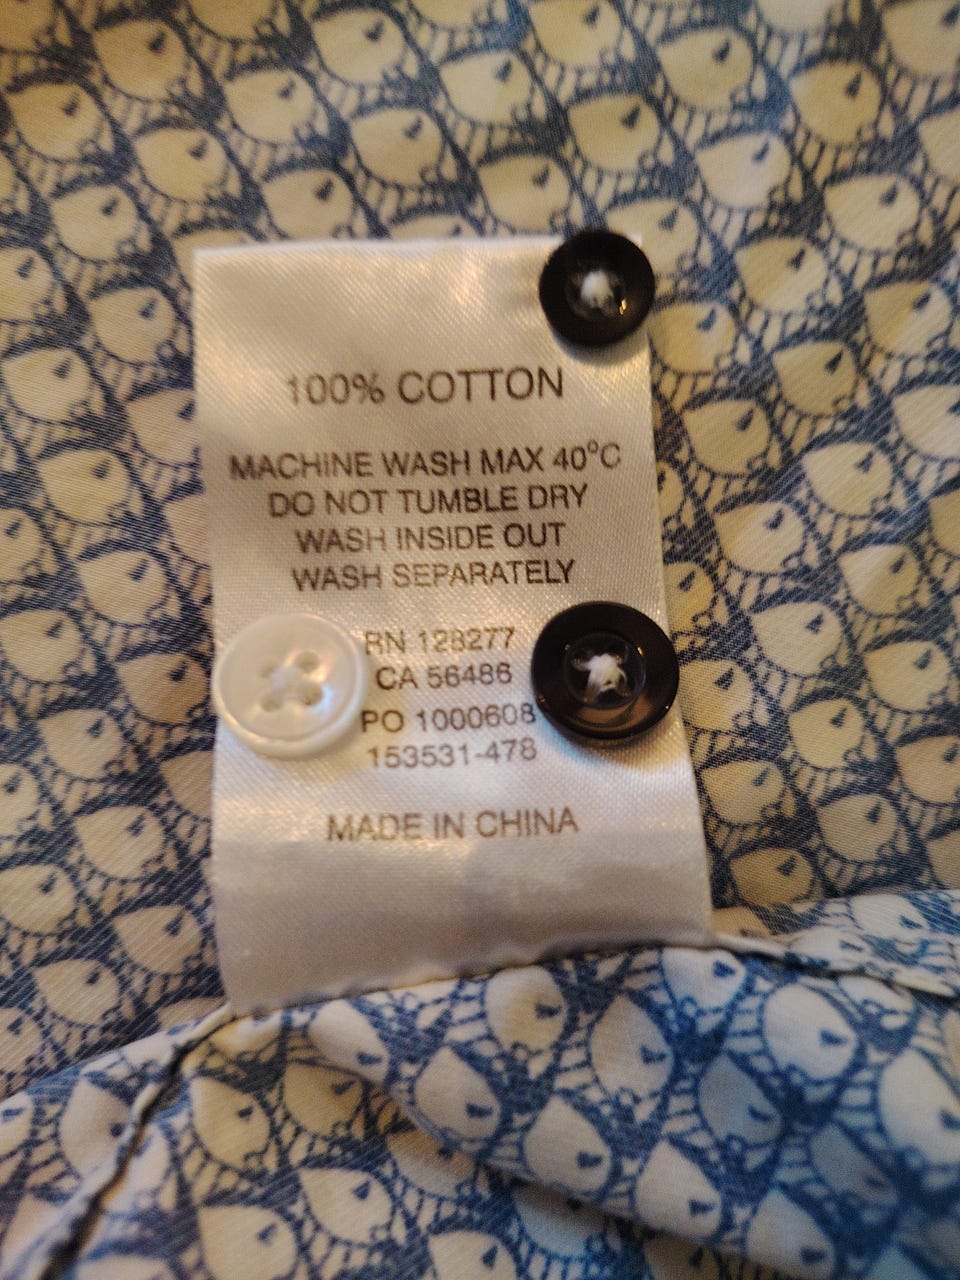 100% COTTON
MACHINE WASH MAX 40°C
DO NOT TUMBLE DRY
WASH INSIDE OUT
WASH SEPARATELY
RN 128277
CA 56486
PO 1000608
153531-478
MADE IN CHINA